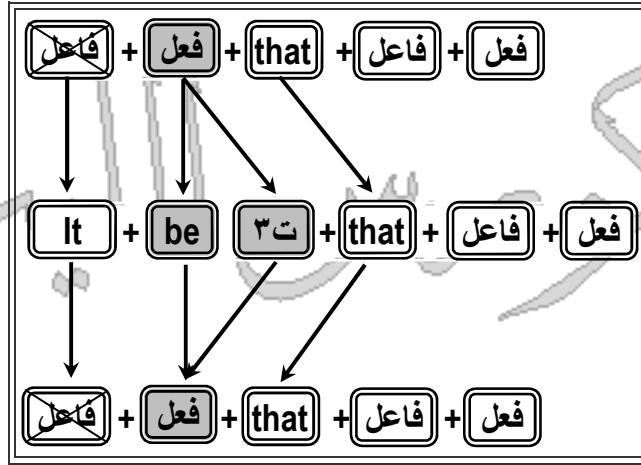 فاعل + فعل + that + فاعل + فعل
It + be ت٣ + that + فاعل + فعل
فاعل + فعل + that + فاعل + فعل